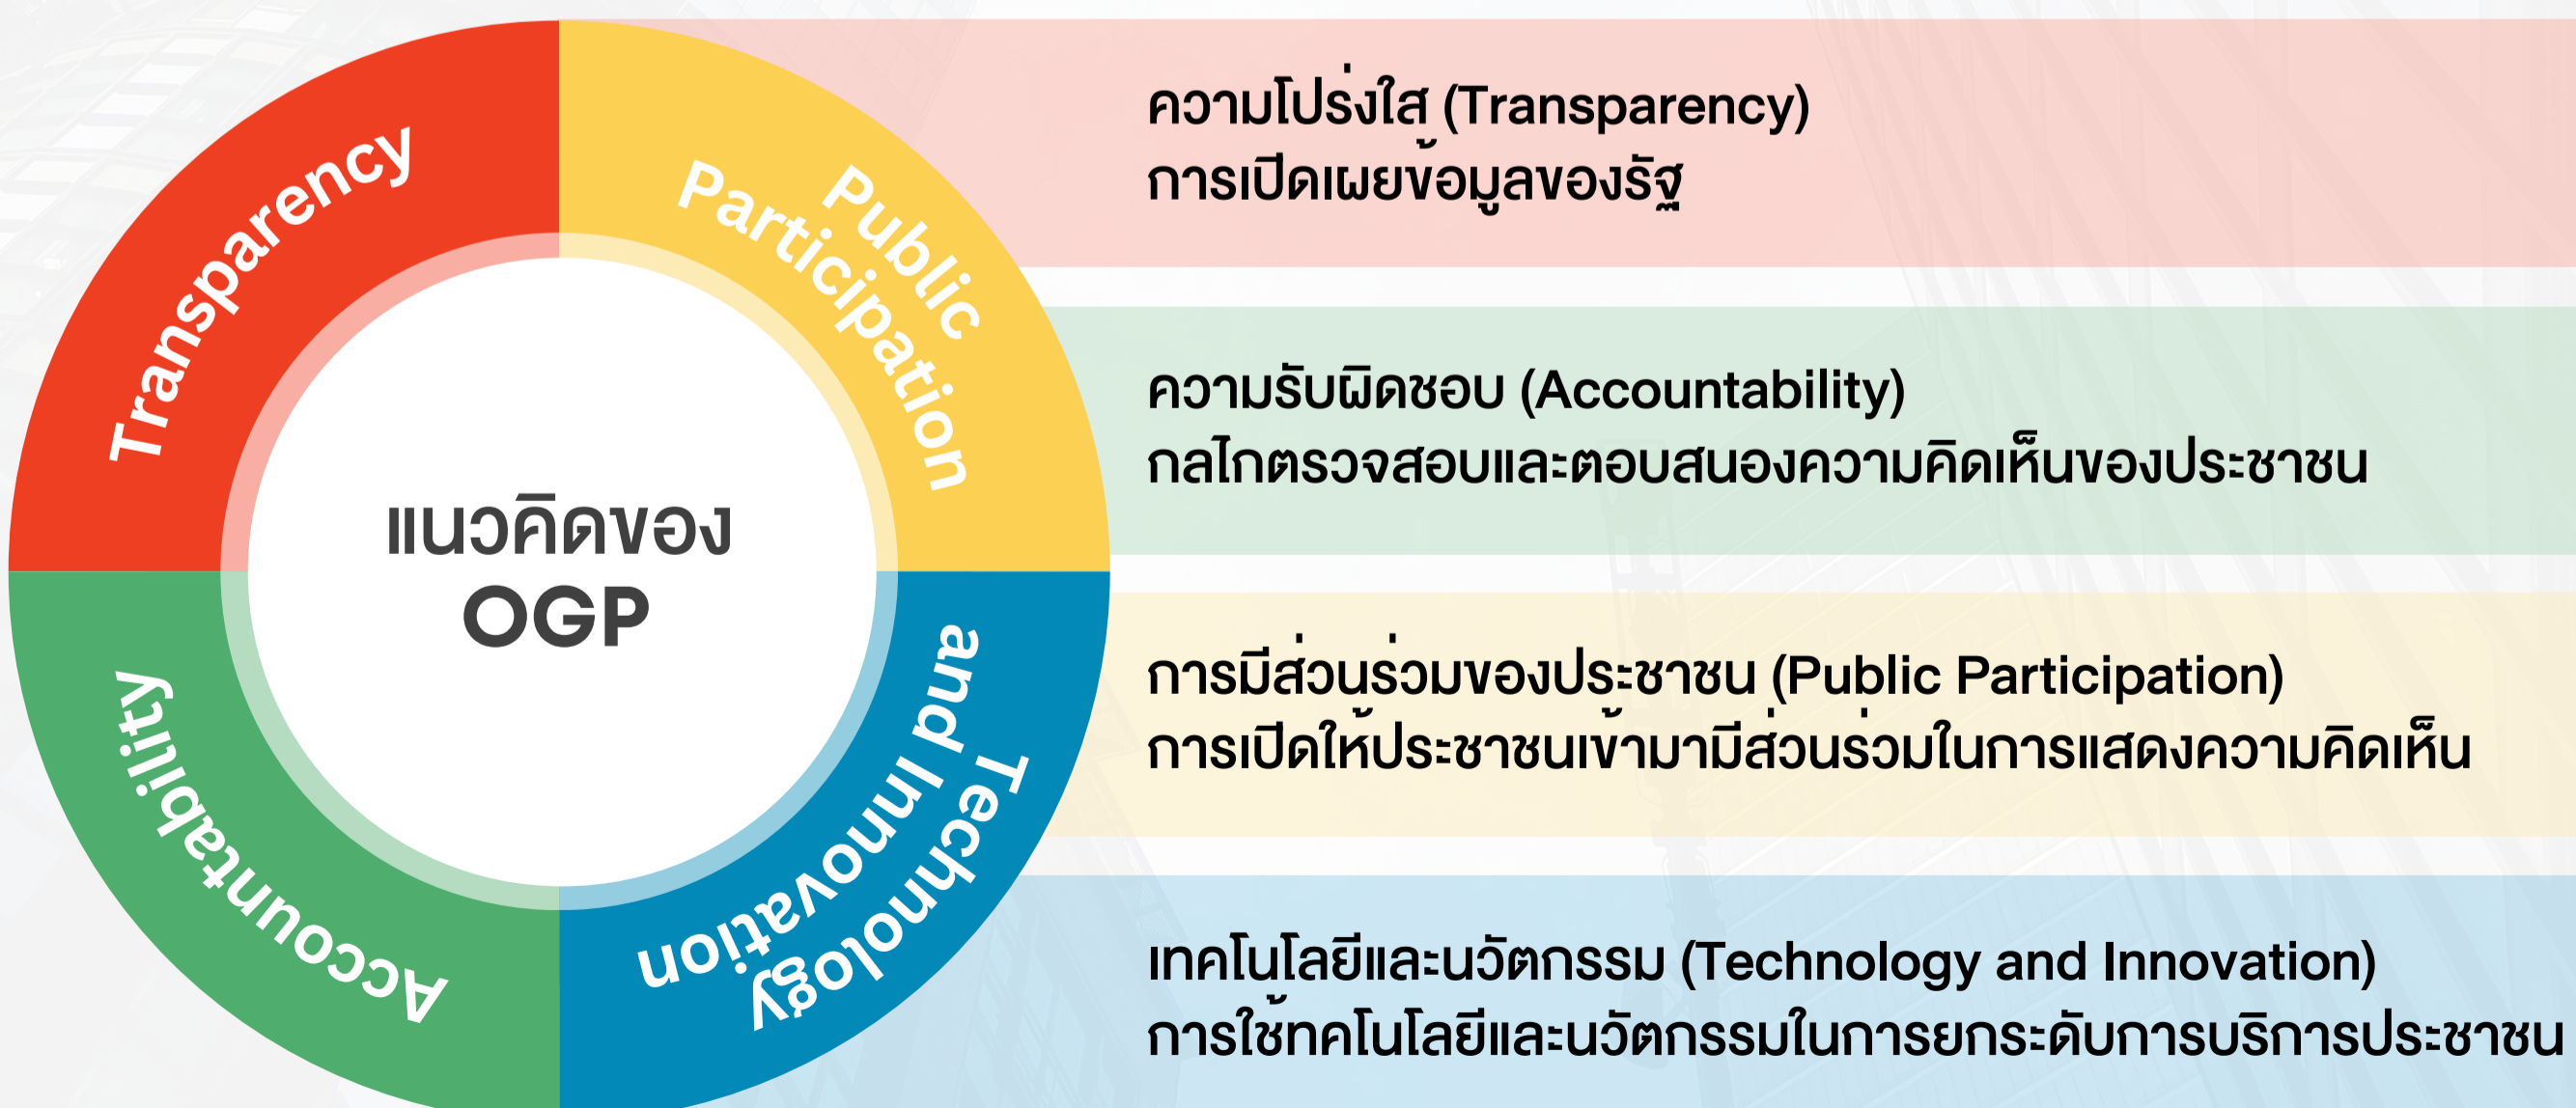 Transparency
Public
Participation
แนวคิดของ
OGP
Accountability
Technology
and Innovation
ความโปร่งใส (Transparency)
การเปิดเผยข้อมูลของรัฐ
ความรับผิดชอบ (Accountability)
กลไกตรวจสอบและตอบสนองความคิดเห็นของประชาชน
การมีส่วนร่วมของประชาชน (Public Participation)
การเปิดให้ประชาชนเข้ามามีส่วนร่วมในการแสดงความคิดเห็น
เทคโนโลยีและนวัตกรรม (Technology and Innovation)
การใช้ทคโนโลยีและนวัตกรรมในการยกระดับการบริการประชาชน